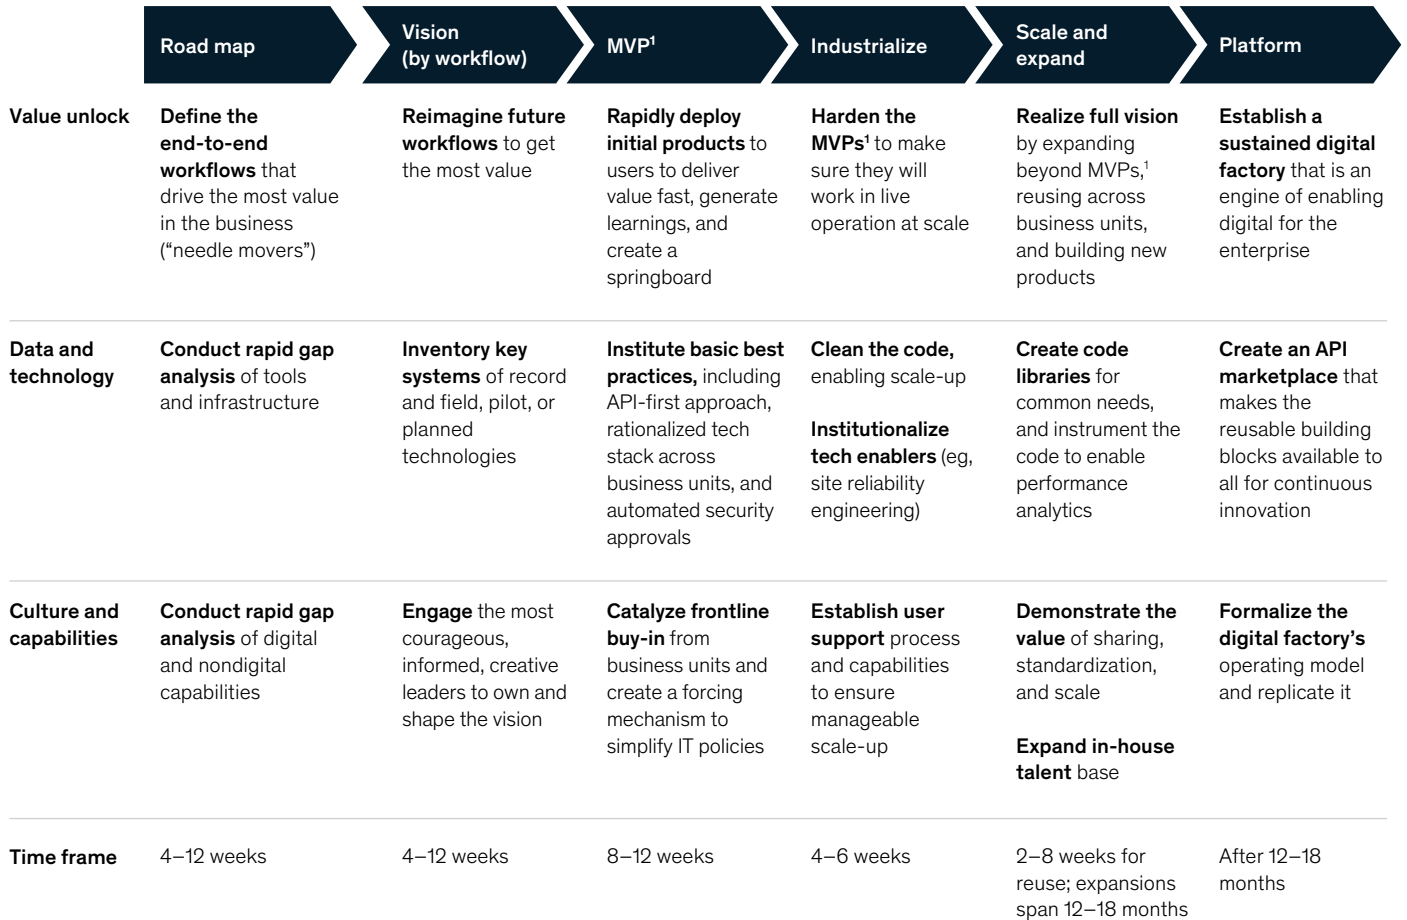 Road map
Vision
(by workflow)
MVP¹
Industrialize
Scale and
expand
Platform
Value unlock
Define the
end-to-end
workflows that
drive the most value
in the business
(“needle movers”)
Reimagine future
workflows to get
the most value
Rapidly deploy
initial products to
users to deliver
value fast, generate
learnings, and
create a
springboard
Harden the
MVPs¹ to make
sure they will
work in live
operation at scale
Realize full vision
by expanding
beyond MVPs,¹
reusing across
business units,
and building new
products
Establish a
sustained digital
factory that is an
engine of enabling
digital for the
enterprise
Data and
technology
Conduct rapid gap
analysis of tools
and infrastructure
Inventory key
systems of record
and field, pilot, or
planned
technologies
Institute basic best
practices, including
API-first approach,
rationalized tech
stack across
business units, and
automated security
approvals
Clean the code,
enabling scale-up
Institutionalize
tech enablers (eg,
site reliability
engineering)
Create code
libraries for
common needs,
and instrument the
code to enable
performance
analytics
Create an API
marketplace that
makes the
reusable building
blocks available to
all for continuous
innovation
Culture and
capabilities
Conduct rapid gap
analysis of digital
and nondigital
capabilities
Engage the most
courageous,
informed, creative
leaders to own and
shape the vision
Catalyze frontline
buy-in from
business units and
create a forcing
mechanism to
simplify IT policies
Establish user
support process
and capabilities
to ensure
manageable
scale-up
Demonstrate the
value of sharing,
standardization,
and scale
Expand in-house
talent base
Formalize the
digital factory’s
operating model
and replicate it
Time frame
4–12 weeks
4–12 weeks
8–12 weeks
4–6 weeks
2–8 weeks for
reuse; expansions
span 12–18 months
After 12–18
months